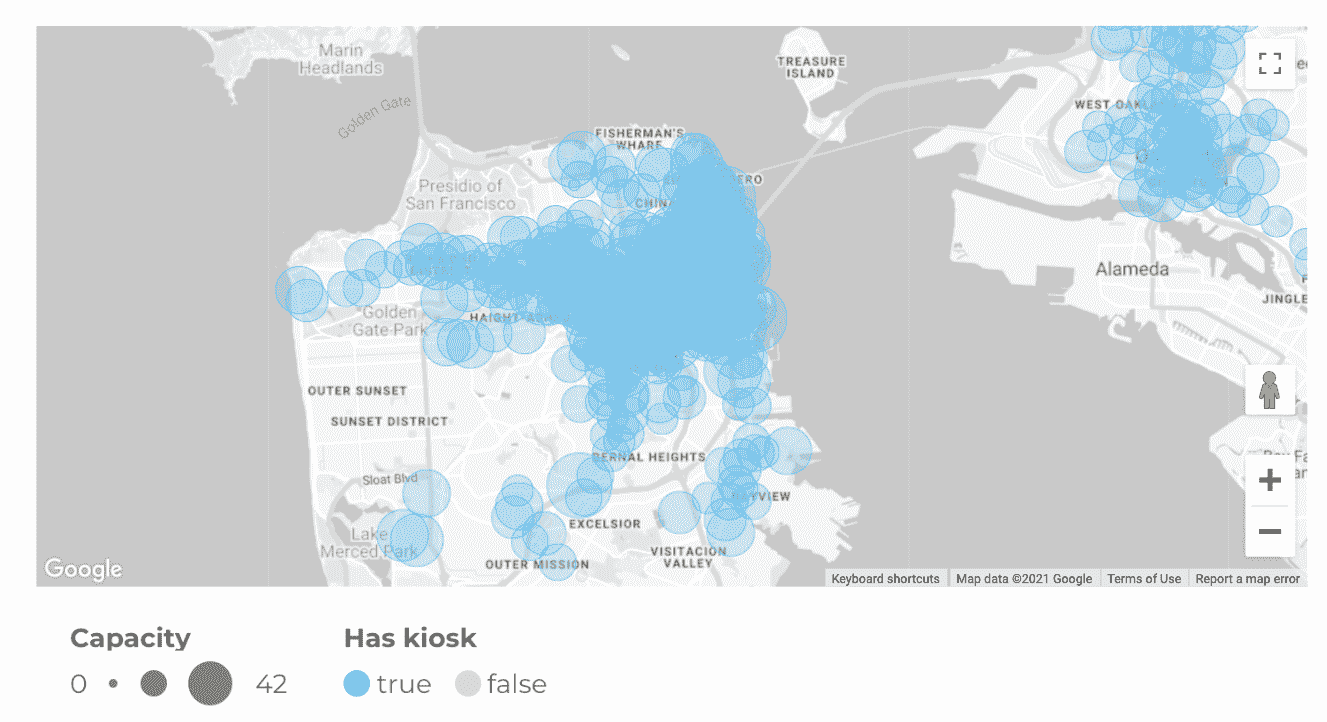 Marin
Headlands
Golden Gate
TREASURE
ISLAND
WEST OAK
FISHERMAN'S
WHARF
Presidio of
San Francisco
ERO
CHINA
Alameda
JINGLE
Golden
Gate Park
HAIGHT-A
OUTER SUNSET
SUNSET DISTRICT
Sloat Blvd
BERNAL HEIGHTS
AYVIEW
Lake
Merced Park
EXCELSIOR
OUTER MISSION
VISITACION
VALLEY
Google
Keyboard shortcuts
Map data ©2021 Google
Terms of Use
Report a map error
Capacity
Has kiosk
0
42
true
false